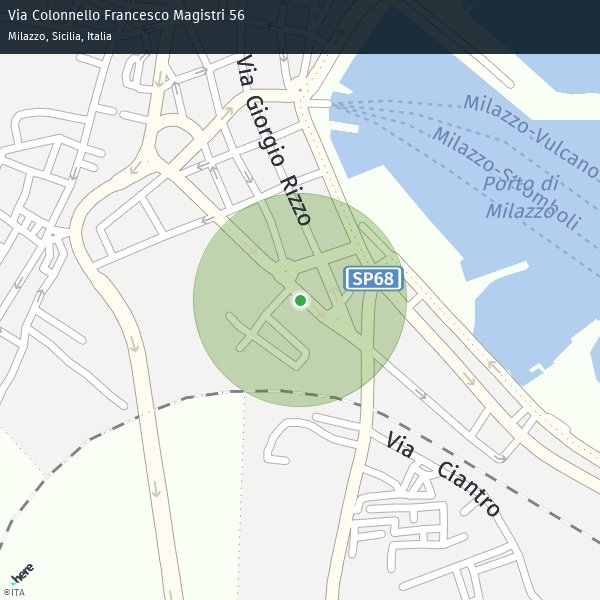 Via Colonnello Francesco Magistri 56
Milazzo, Sicilia, Italia
Via Giorgio Rizzo
Milazzo-Vulcano
Milazzo-Stromboli
Porto di
Milazzo
SP68
Via Ciantro
here
©ITA